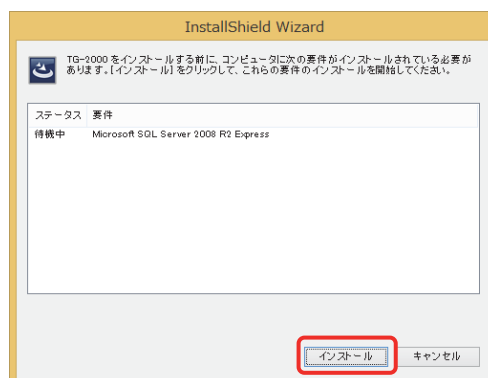 InstallShield Wizard
TG-2000 をインストールする前に、コンピュータに次の要件がインストールされている必要が
あります。[インストール] をクリックして、これらの要件のインストールを開始してください。
ステータス 要件
待機中 Microsoft SQL Server 2008 R2 Express
インストール キャンセル